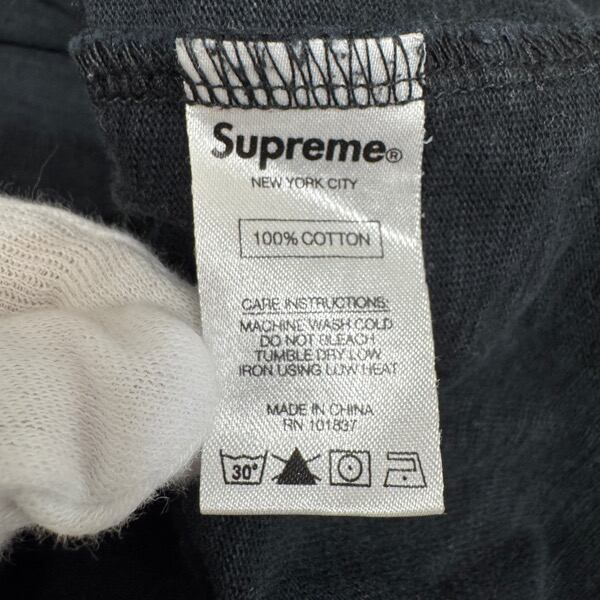 Supreme®
NEW YORK CITY
100% COTTON
CARE INSTRUCTIONS:
MACHINE WASH COLD
DO NOT BLEACH
TUMBLE DRY LOW
IRON USING LOW HEAT
MADE IN CHINA
RN 101837
30°